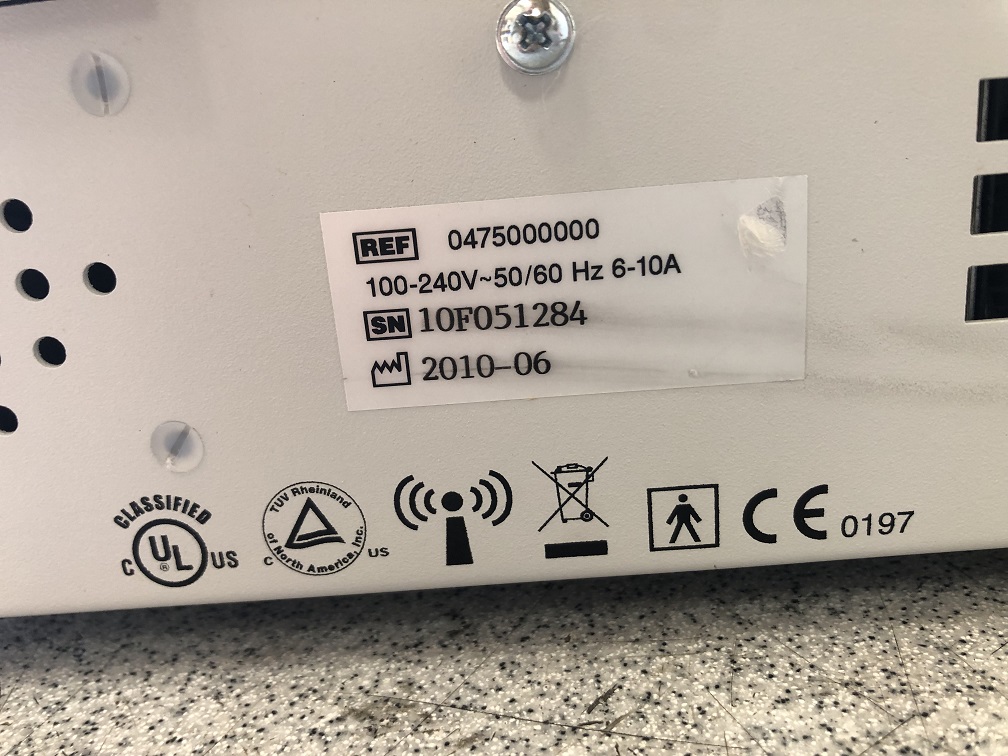 REF 0475000000
100-240V~50/60 Hz 6-10A
SN 10F051284
2010-06
CLASSIFIED
C UL® US
TUV Rheinland
of North America, Inc.
C US
CE 0197